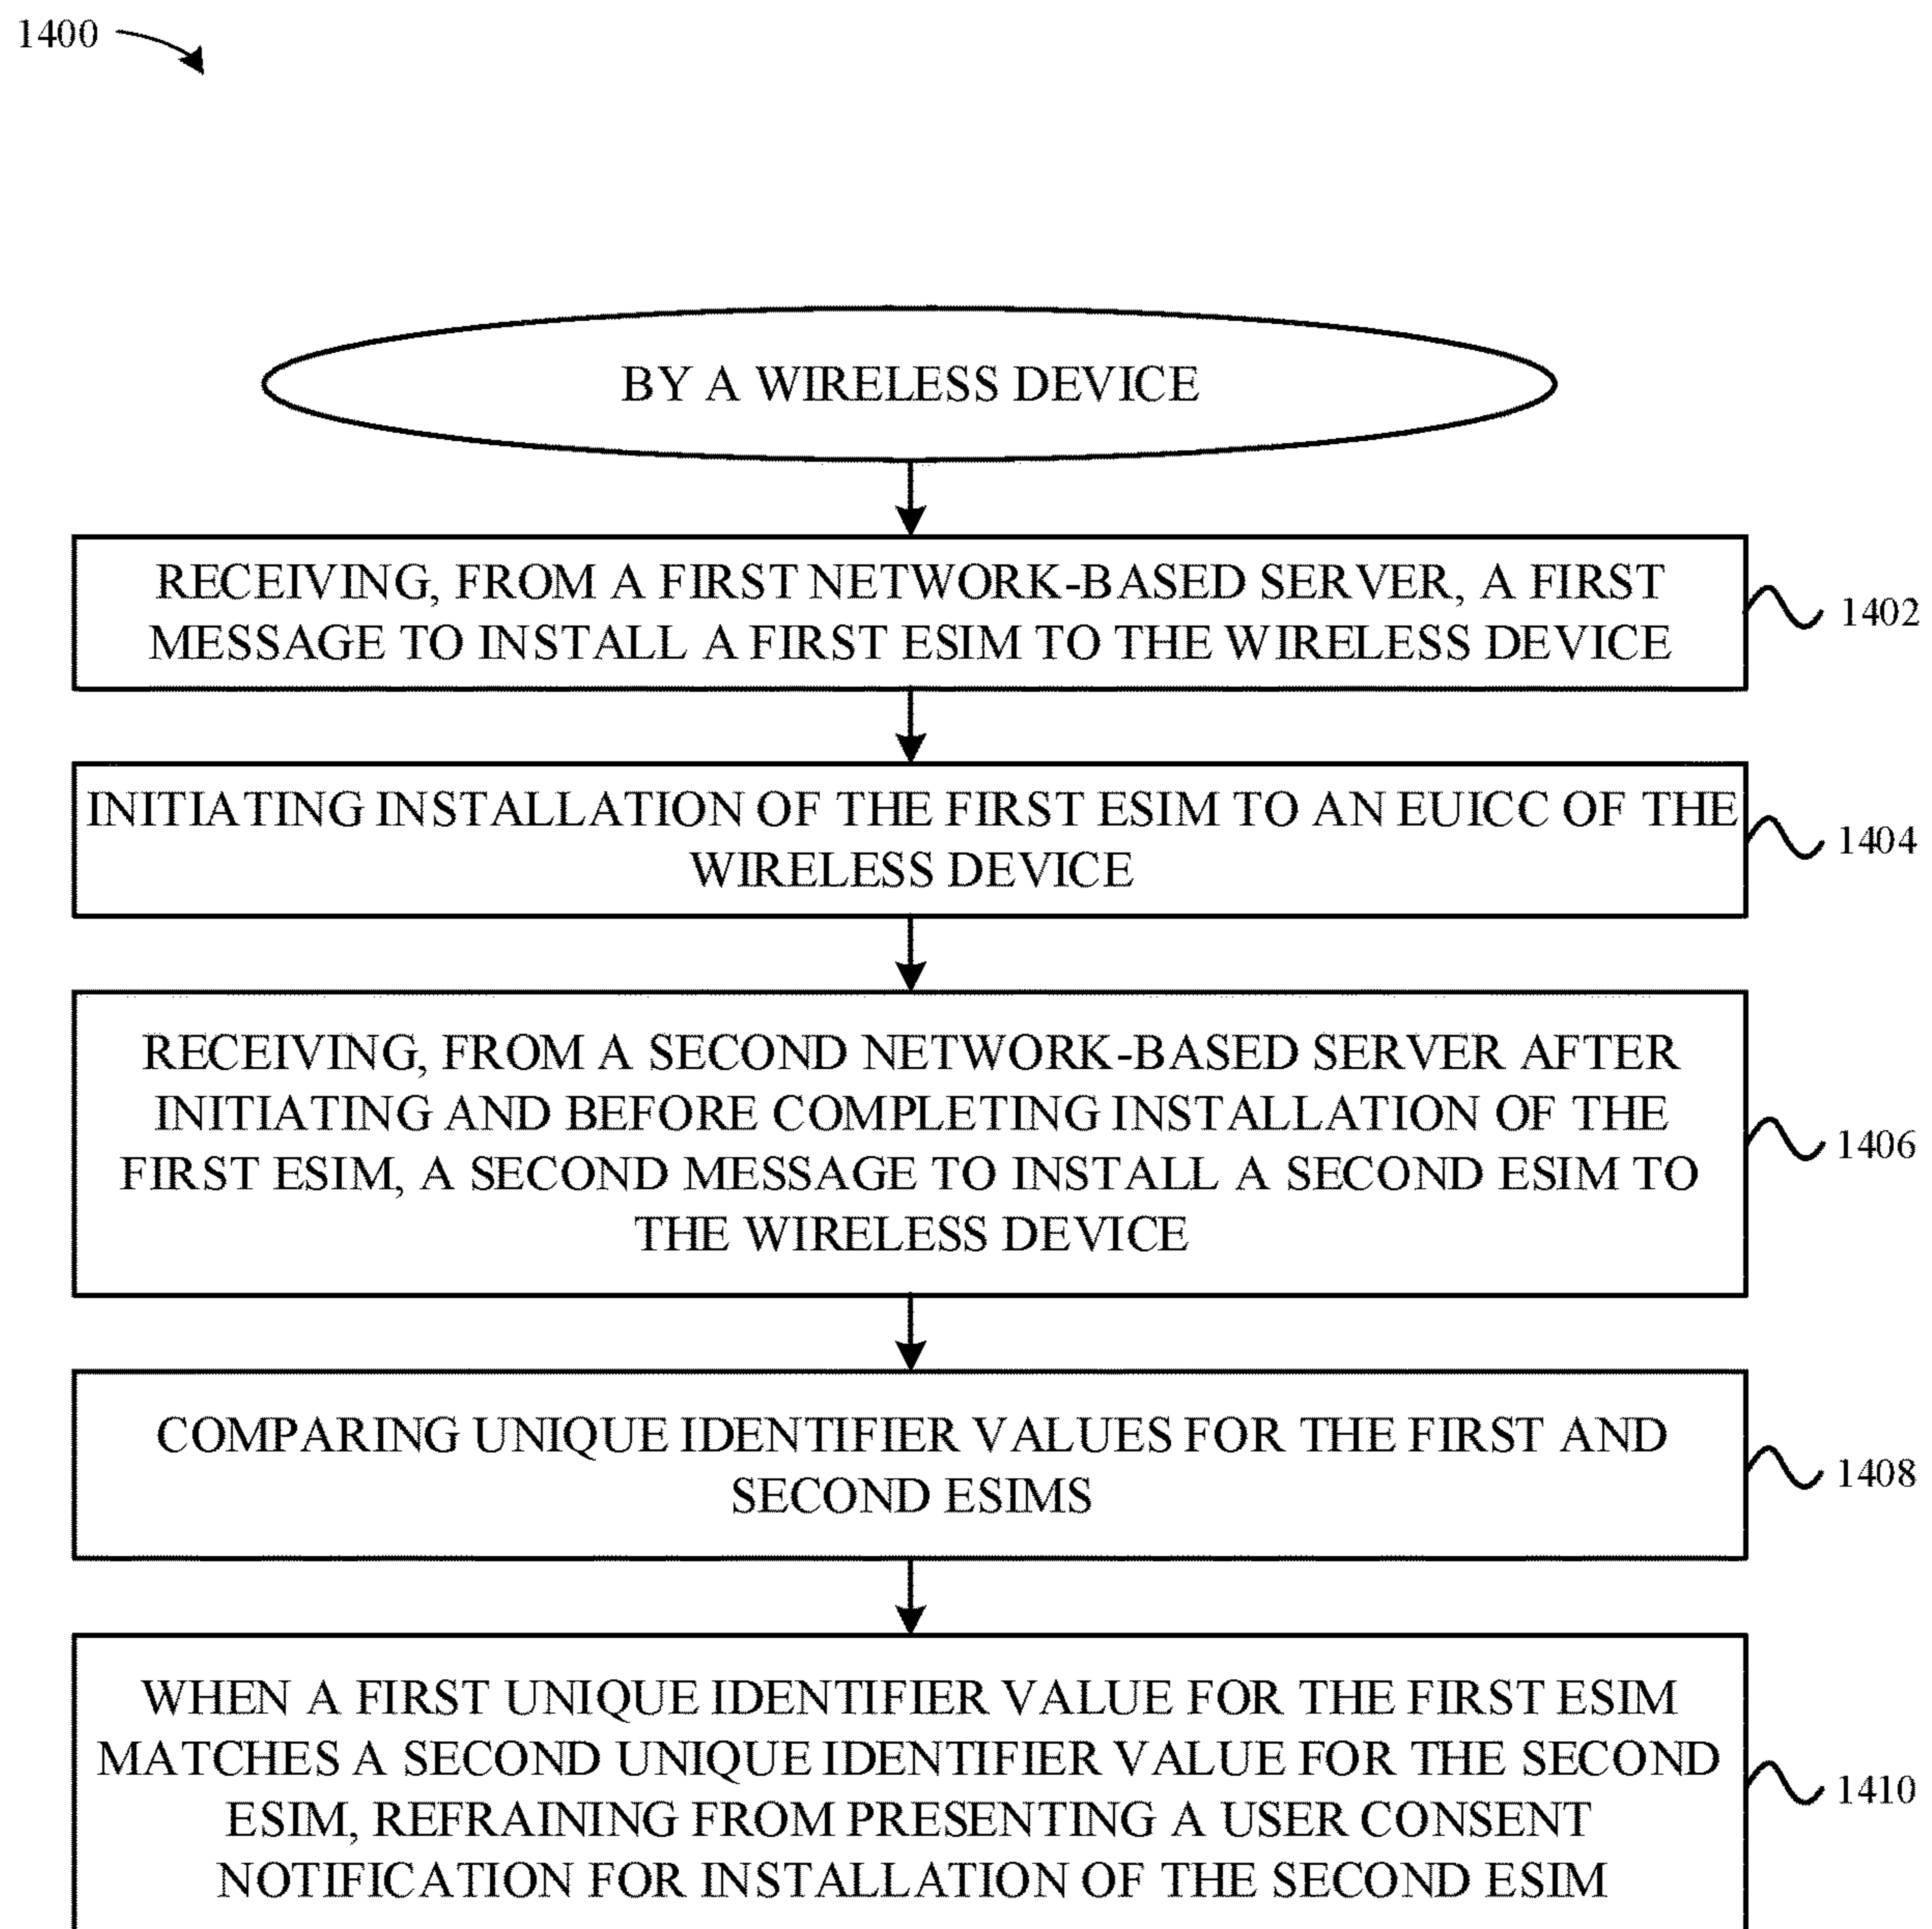 1400
BY A WIRELESS DEVICE
RECEIVING, FROM A FIRST NETWORK-BASED SERVER, A FIRST
MESSAGE TO INSTALL A FIRST ESIM TO THE WIRELESS DEVICE
1402
INITIATING INSTALLATION OF THE FIRST ESIM TO AN EUICC OF THE
WIRELESS DEVICE
1404
RECEIVING, FROM A SECOND NETWORK-BASED SERVER AFTER
INITIATING AND BEFORE COMPLETING INSTALLATION OF THE
FIRST ESIM, A SECOND MESSAGE TO INSTALL A SECOND ESIM TO
THE WIRELESS DEVICE
1406
COMPARING UNIQUE IDENTIFIER VALUES FOR THE FIRST AND
SECOND ESIMS
1408
WHEN A FIRST UNIQUE IDENTIFIER VALUE FOR THE FIRST ESIM
MATCHES A SECOND UNIQUE IDENTIFIER VALUE FOR THE SECOND
ESIM, REFRAINING FROM PRESENTING A USER CONSENT
NOTIFICATION FOR INSTALLATION OF THE SECOND ESIM
1410